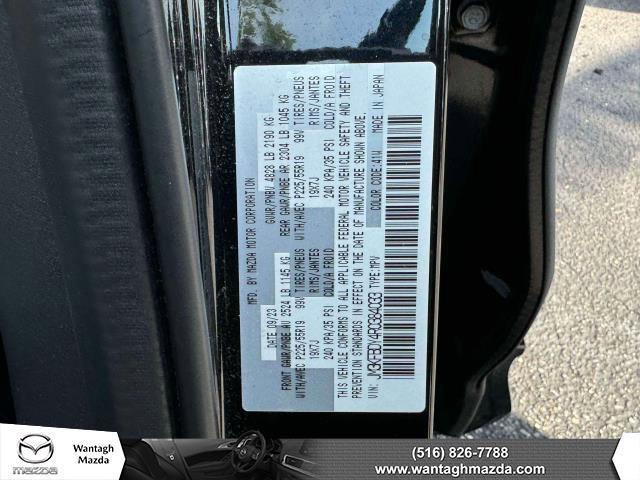 MFD. BY MAZDA MOTOR CORPORATION
DATE 09/23 GVWR/PNBV 4828 LB 2190 KG
FRONT GAWR/PNBE AV 2524 LB 1145 KG REAR GAWR/PNBE AR 2304 LB 1045 KG
WITH/AVEC P225/55R19 99V TIRES/PNEUS WITH/AVEC P225/55R19 99V TIRES/PNEUS
19X7J RIMS/JANTES 19X7J RIMS/JANTES
240 KPA/35 PSI COLD/A FROID 240 KPA/35 PSI COLD/A FROID
THIS VEHICLE CONFORMS TO ALL APPLICABLE FEDERAL MOTOR VEHICLE SAFETY AND THEFT
STANDARDS IN EFFECT ON THE DATE OF MANUFACTURE SHOWN ABOVE.
JM3KFBDY4R0384033
VIN: TYPE:MPV COLOR CODE:41W MADE IN JAPAN
mazda
Wantagh
Mazda
(516) 826-7788
www.wantaghmazda.com
mazda